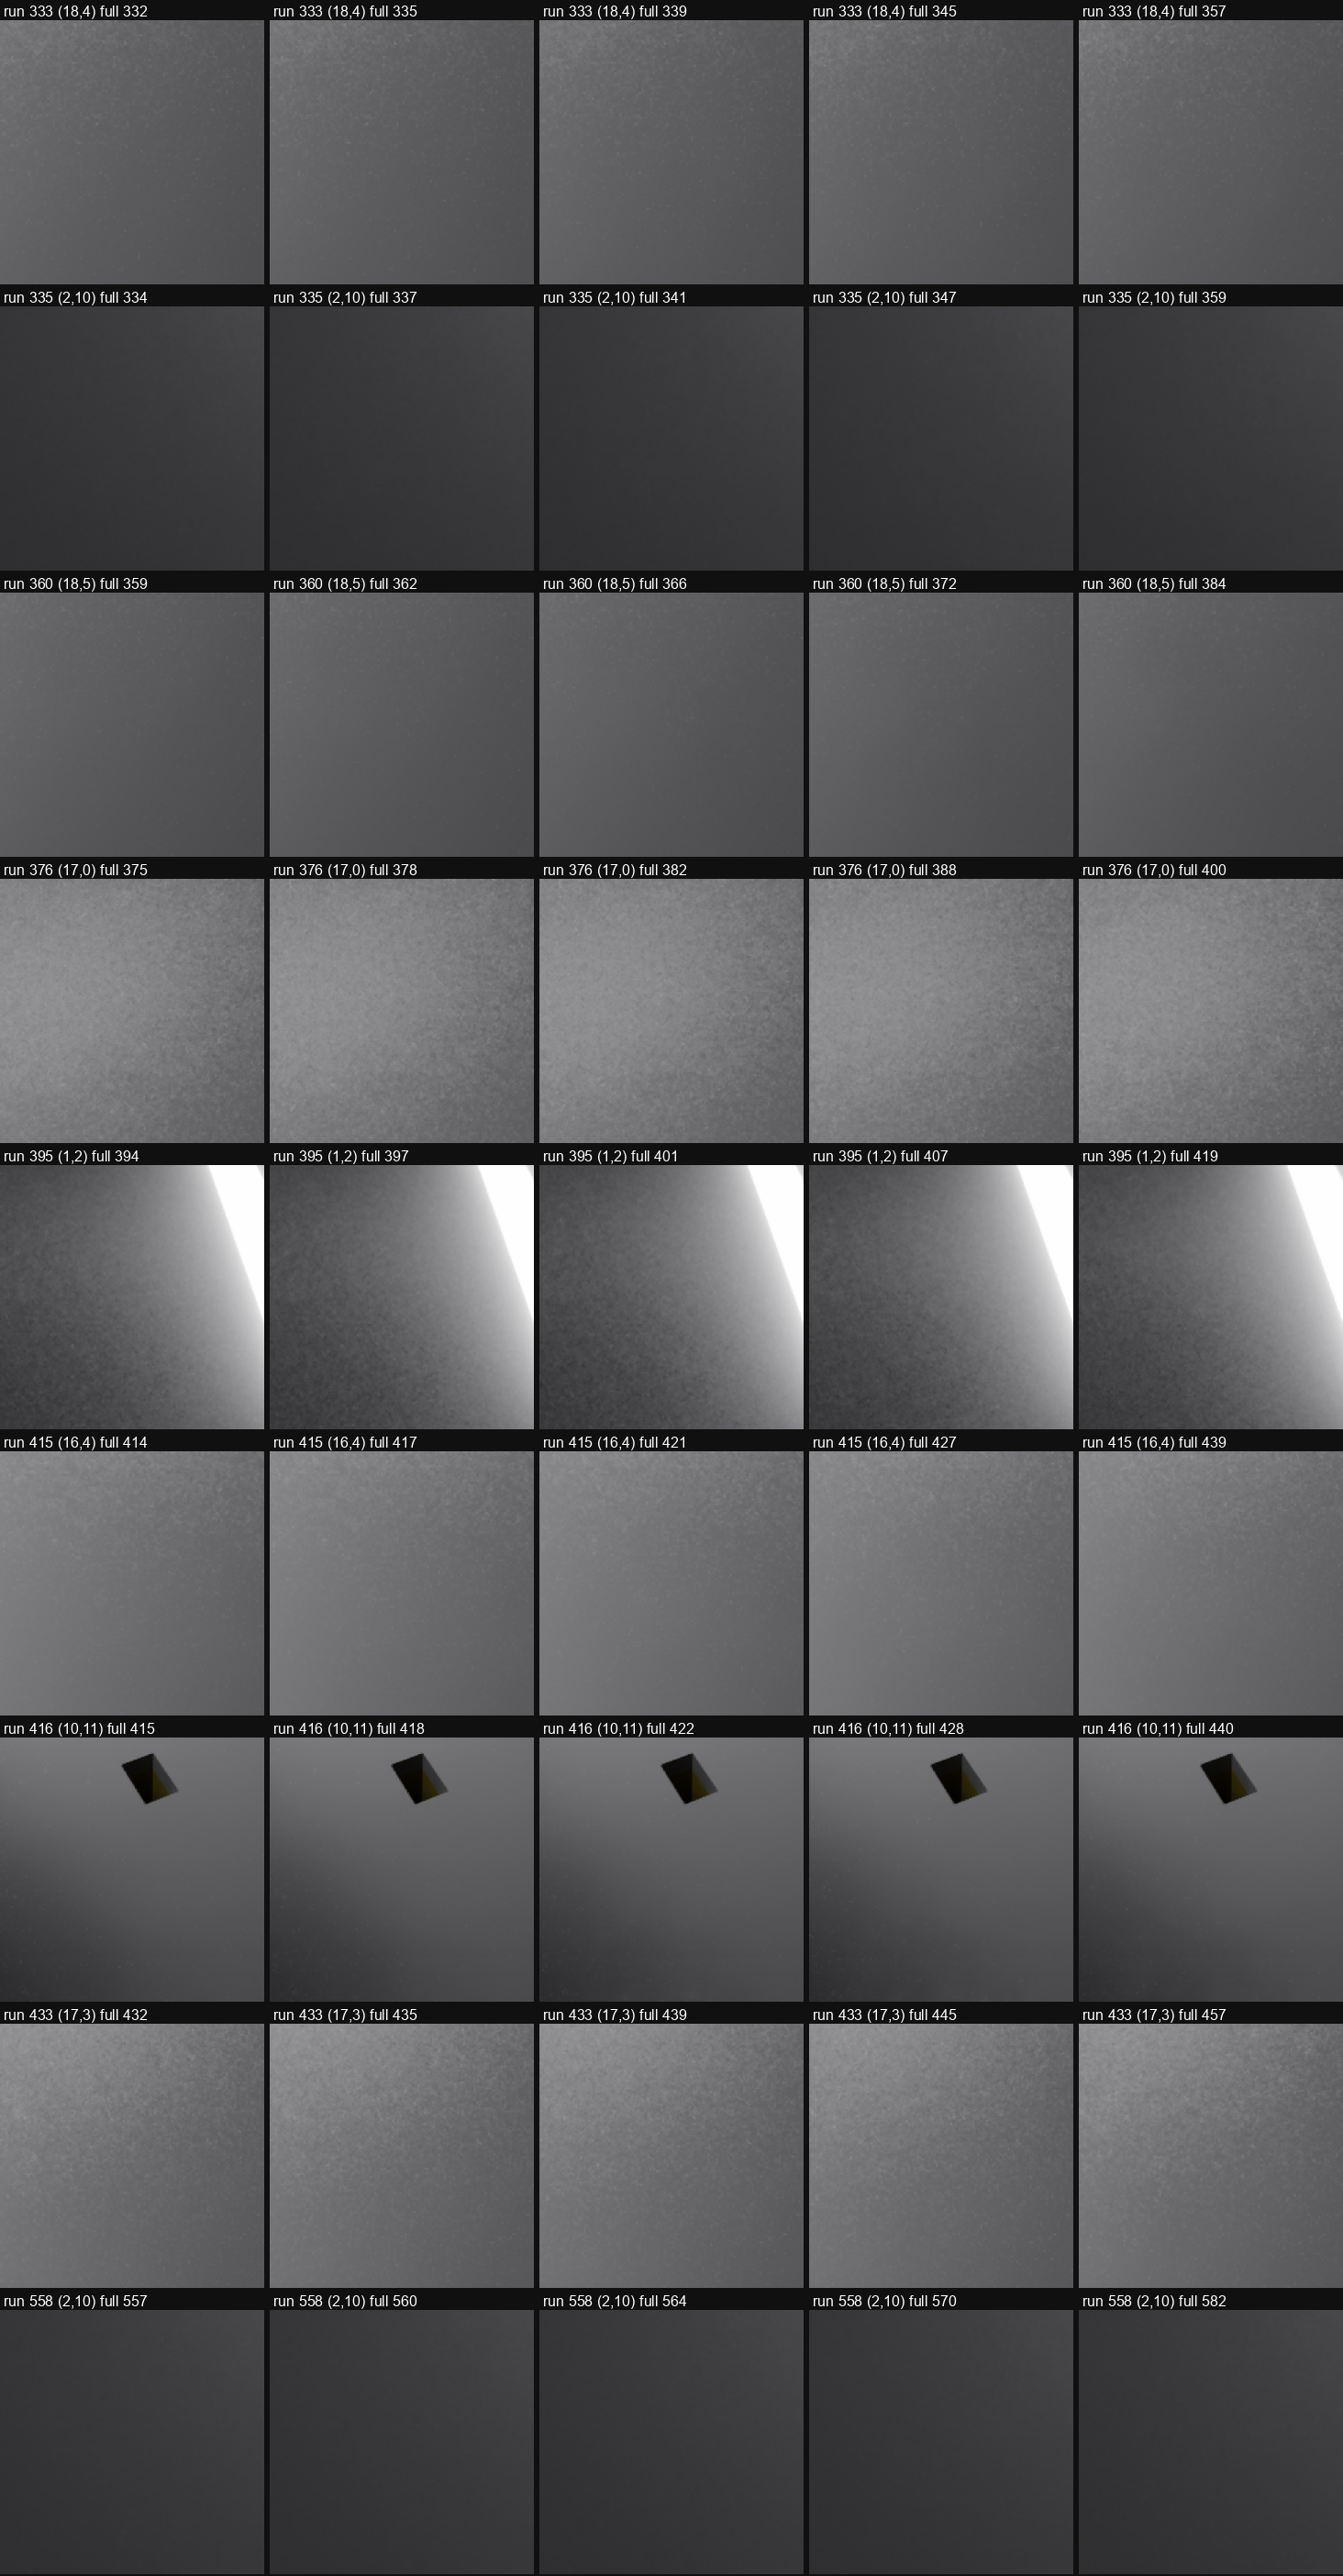 run 333 (18,4) full 332 run 333 (18,4) full 335 run 333 (18,4) full 339 run 333 (18,4) full 345 run 333 (18,4) full 357
run 335 (2,10) full 334 run 335 (2,10) full 337 run 335 (2,10) full 341 run 335 (2,10) full 347 run 335 (2,10) full 359
run 360 (18,5) full 359 run 360 (18,5) full 362 run 360 (18,5) full 366 run 360 (18,5) full 372 run 360 (18,5) full 384
run 376 (17,0) full 375 run 376 (17,0) full 378 run 376 (17,0) full 382 run 376 (17,0) full 388 run 376 (17,0) full 400
run 395 (1,2) full 394 run 395 (1,2) full 397 run 395 (1,2) full 401 run 395 (1,2) full 407 run 395 (1,2) full 419
run 415 (16,4) full 414 run 415 (16,4) full 417 run 415 (16,4) full 421 run 415 (16,4) full 427 run 415 (16,4) full 439
run 416 (10,11) full 415 run 416 (10,11) full 418 run 416 (10,11) full 422 run 416 (10,11) full 428 run 416 (10,11) full 440
run 433 (17,3) full 432 run 433 (17,3) full 435 run 433 (17,3) full 439 run 433 (17,3) full 445 run 433 (17,3) full 457
run 558 (2,10) full 557 run 558 (2,10) full 560 run 558 (2,10) full 564 run 558 (2,10) full 570 run 558 (2,10) full 582